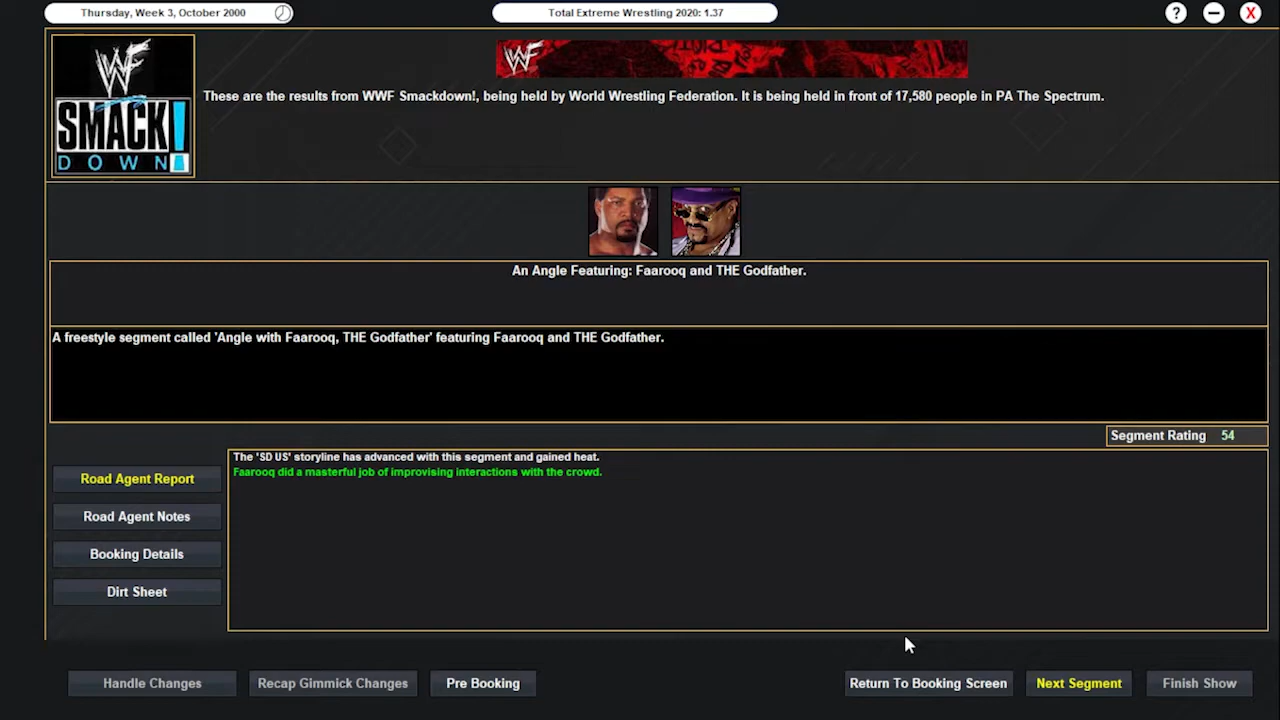 Thursday, Week 3, October 2000
Total Extreme Wrestling 2020: 1.37
?
X
WF
SMACK
DOWN!
These are the results from WWF Smackdown!, being held by World Wrestling Federation. It is being held in front of 17,580 people in PA The Spectrum.
An Angle Featuring: Faarooq and THE Godfather.
A freestyle segment called 'Angle with Faarooq, THE Godfather' featuring Faarooq and THE Godfather.
Segment Rating 54
The 'SD US' storyline has advanced with this segment and gained heat.
Faarooq did a masterful job of improvising interactions with the crowd.
Road Agent Report
Road Agent Notes
Booking Details
Dirt Sheet
Handle Changes
Recap Gimmick Changes
Pre Booking
Return To Booking Screen
Next Segment
Finish Show